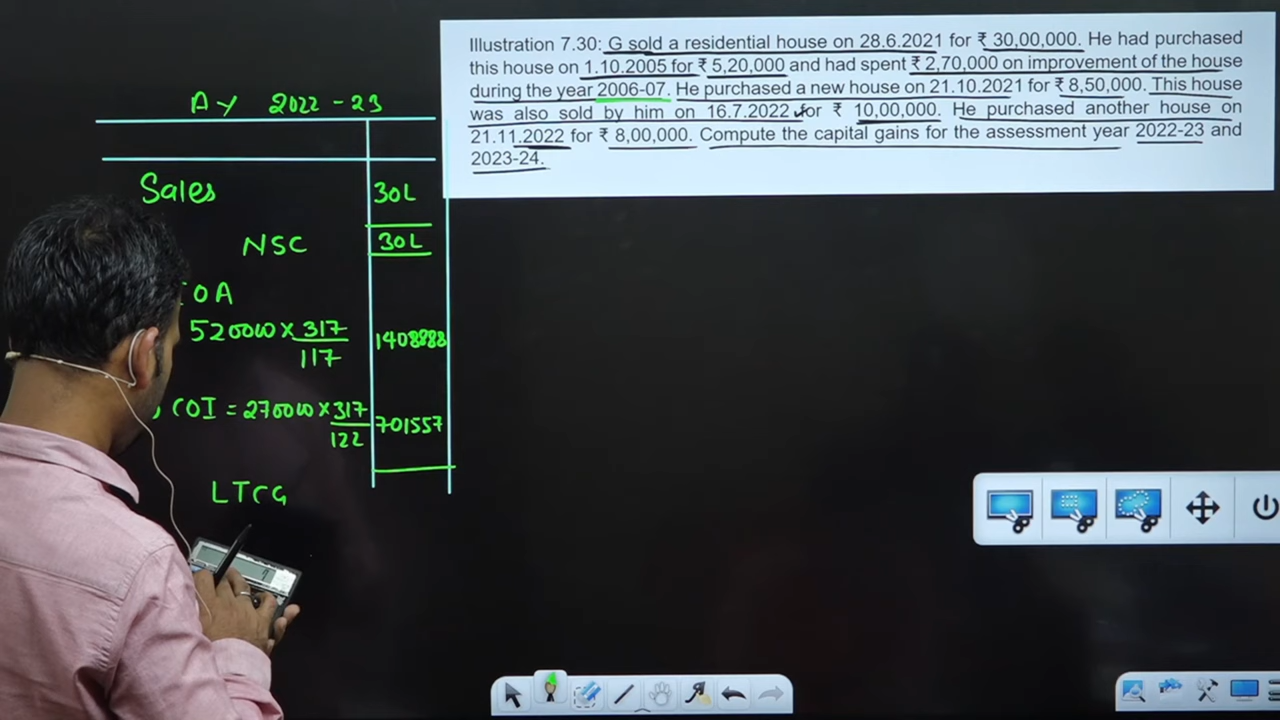 Illustration 7.30: G sold a residential house on 28.6.2021 for ₹ 30,00,000. He had purchased
this house on 1.10.2005 for ₹ 5,20,000 and had spent ₹ 2,70,000 on improvement of the house
during the year 2006-07. He purchased a new house on 21.10.2021 for ₹ 8,50,000. This house
was also sold by him on 16.7.2022 for ₹ 10,00,000. He purchased another house on
21.11.2022 for ₹ 8,00,000. Compute the capital gains for the assessment year 2022-23 and
2023-24.
AY 2022-23
Sales 30L
NSC 30L
OA
520000 × 317/117 1408888
COI = 270000 × 317/122 701557
LTCG